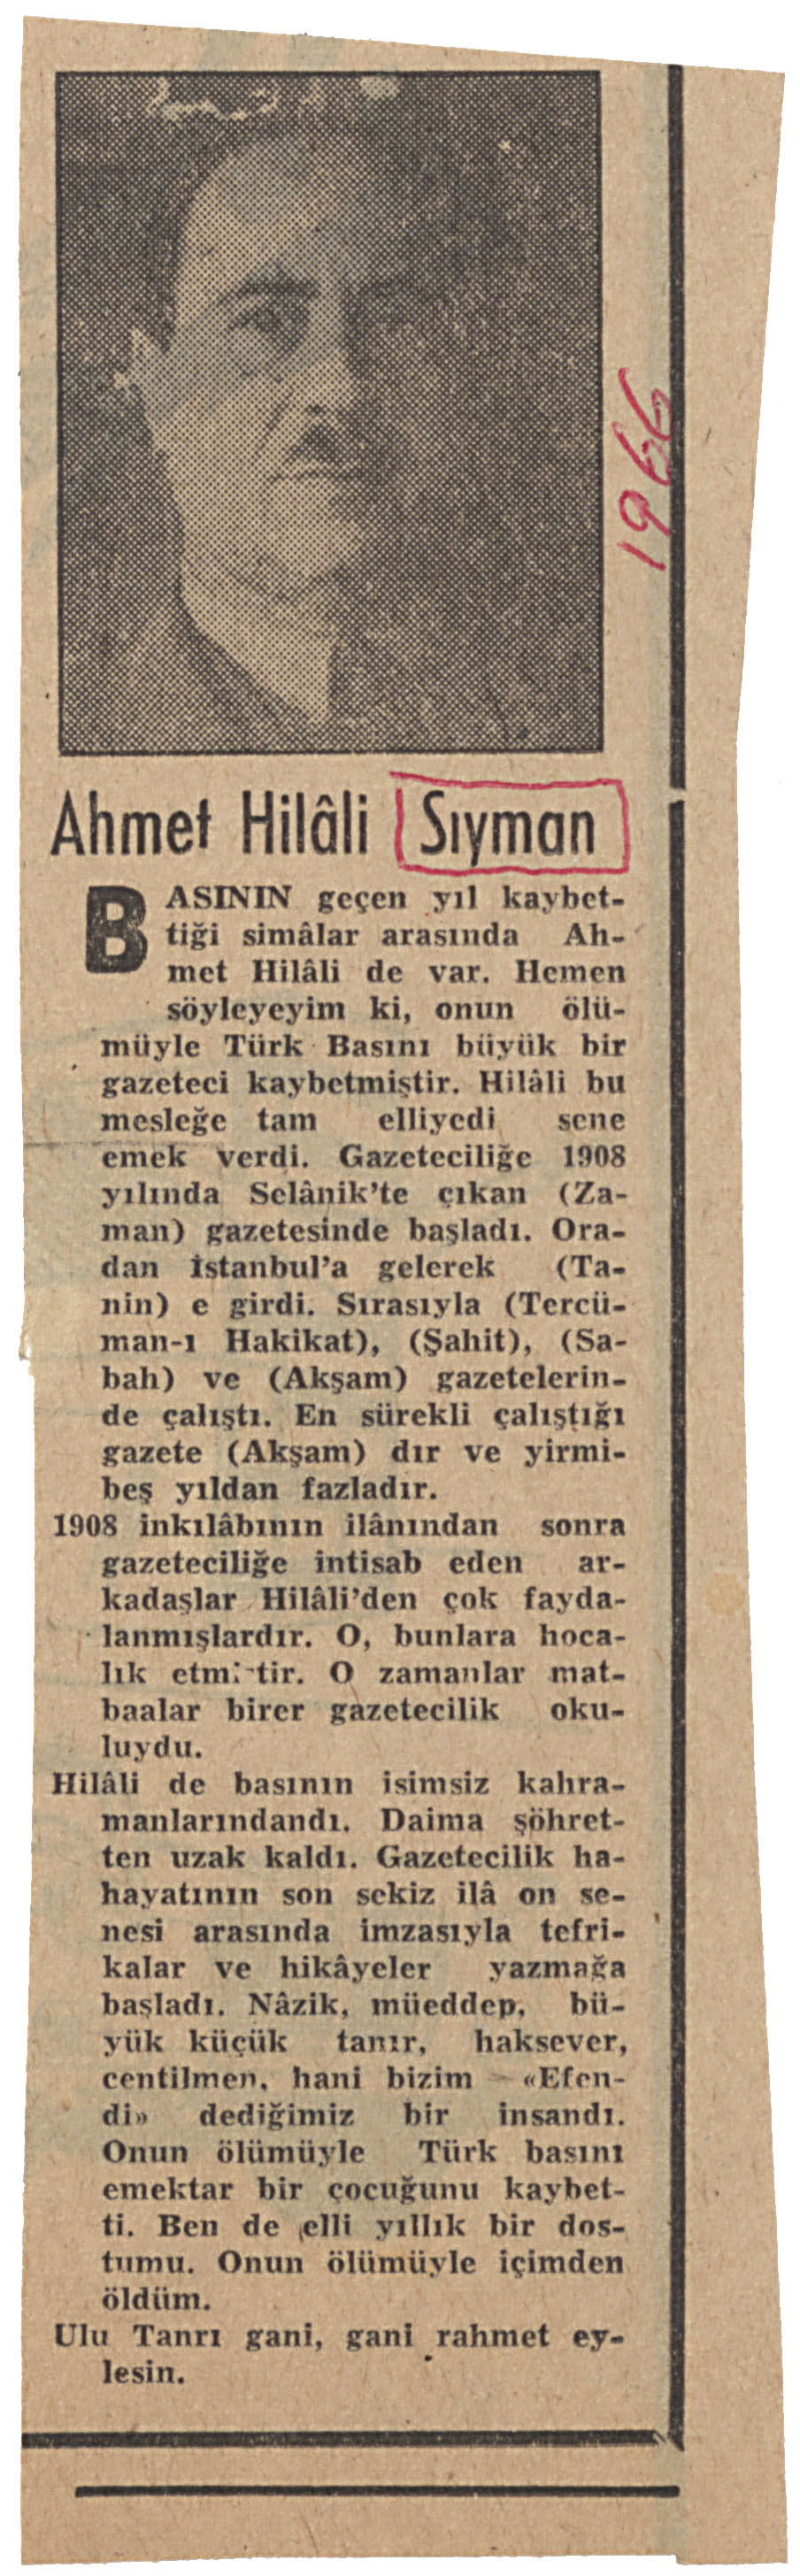 1966
Ahmet Hilâli Sıyman
BASININ geçen yıl kaybet-
tiği simâlar arasında Ah-
met Hilâli de var. Hemen
söyleyeyim ki, onun ölü-
müyle Türk Basını büyük bir
gazeteci kaybetmiştir. Hilâli bu
mesleğe tam elliyedi sene
emek verdi. Gazeteciliğe 1908
yılında Selânik'te çıkan (Za-
man) gazetesinde başladı. Ora-
dan İstanbul'a gelerek (Ta-
nin) e girdi. Sırasıyla (Tercü-
man-ı Hakikat), (Şahit), (Sa-
bah) ve (Akşam) gazetelerin-
de çalıştı. En sürekli çalıştığı
gazete (Akşam) dır ve yirmi-
beş yıldan fazladır.
1908 inkılâbının ilânından sonra
gazeteciliğe intisab eden ar-
kadaşlar Hilâli'den çok fayda-
lanmışlardır. O, bunlara hoca-
lık etmiştir. O zamanlar mat-
baalar birer gazetecilik oku-
luydu.
Hilâli de basının isimsiz kahra-
manlarındandı. Daima şöhret-
ten uzak kaldı. Gazetecilik ha-
hayatının son sekiz ilâ on se-
nesi arasında imzasıyla tefri-
kalar ve hikâyeler yazmağa
başladı. Nâzik, müeddep, bü-
yük küçük tanır, haksever,
centilmen, hani bizim «Efen-
di» dediğimiz bir insandı.
Onun ölümüyle Türk basını
emektar bir çocuğunu kaybet-
ti. Ben de elli yıllık bir dos-
tumu. Onun ölümüyle içimden
öldüm.
Ulu Tanrı gani, gani rahmet ey-
lesin.